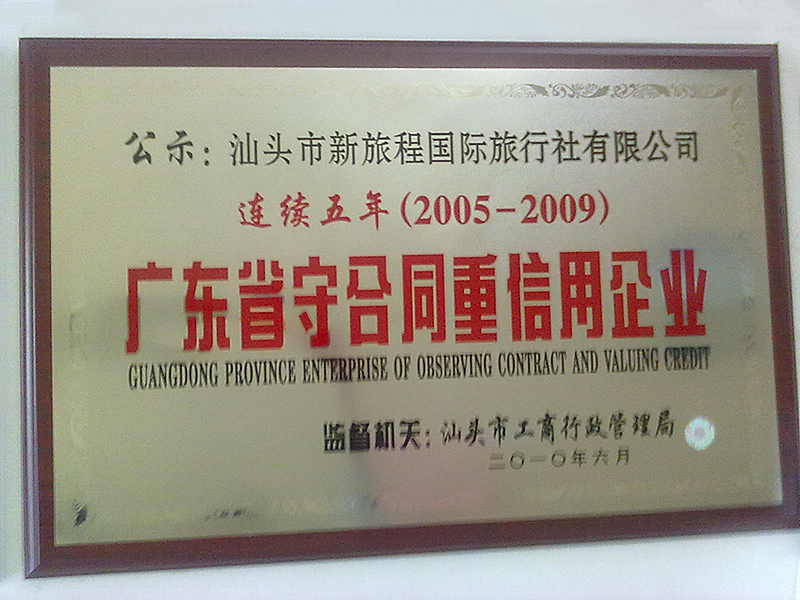 公示：汕头市新旅程国际旅行社有限公司
连续五年(2005-2009)
广东省守合同重信用企业
GUANGDONG PROVINCE ENTERPRISE OF OBSERVING CONTRACT AND VALUING CREDIT
监督机关：汕头市工商行政管理局
二〇一〇年六月